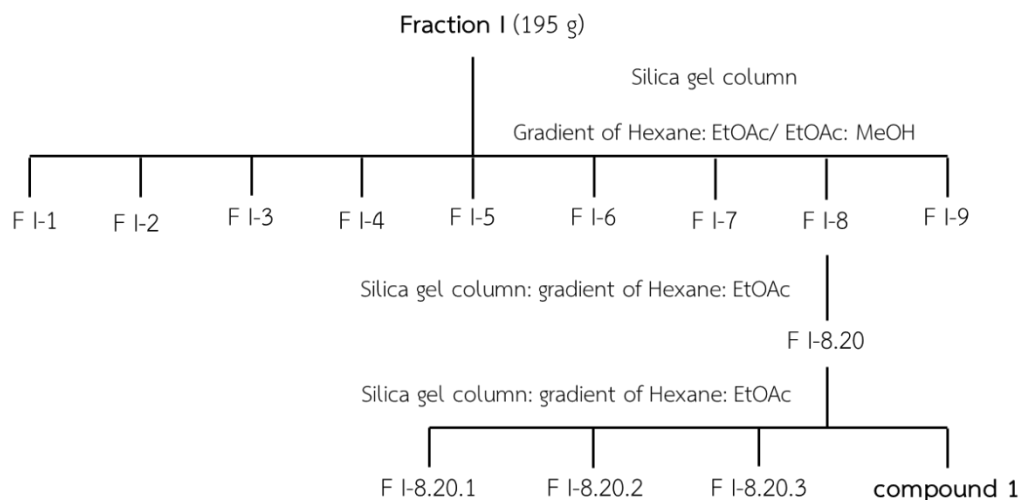 Fraction I (195 g)
Silica gel column
Gradient of Hexane: EtOAc/ EtOAc: MeOH
F I-1 F I-2 F I-3 F I-4 F I-5 F I-6 F I-7 F I-8 F I-9
Silica gel column: gradient of Hexane: EtOAc
F I-8.20
Silica gel column: gradient of Hexane: EtOAc
F I-8.20.1 F I-8.20.2 F I-8.20.3 compound 1